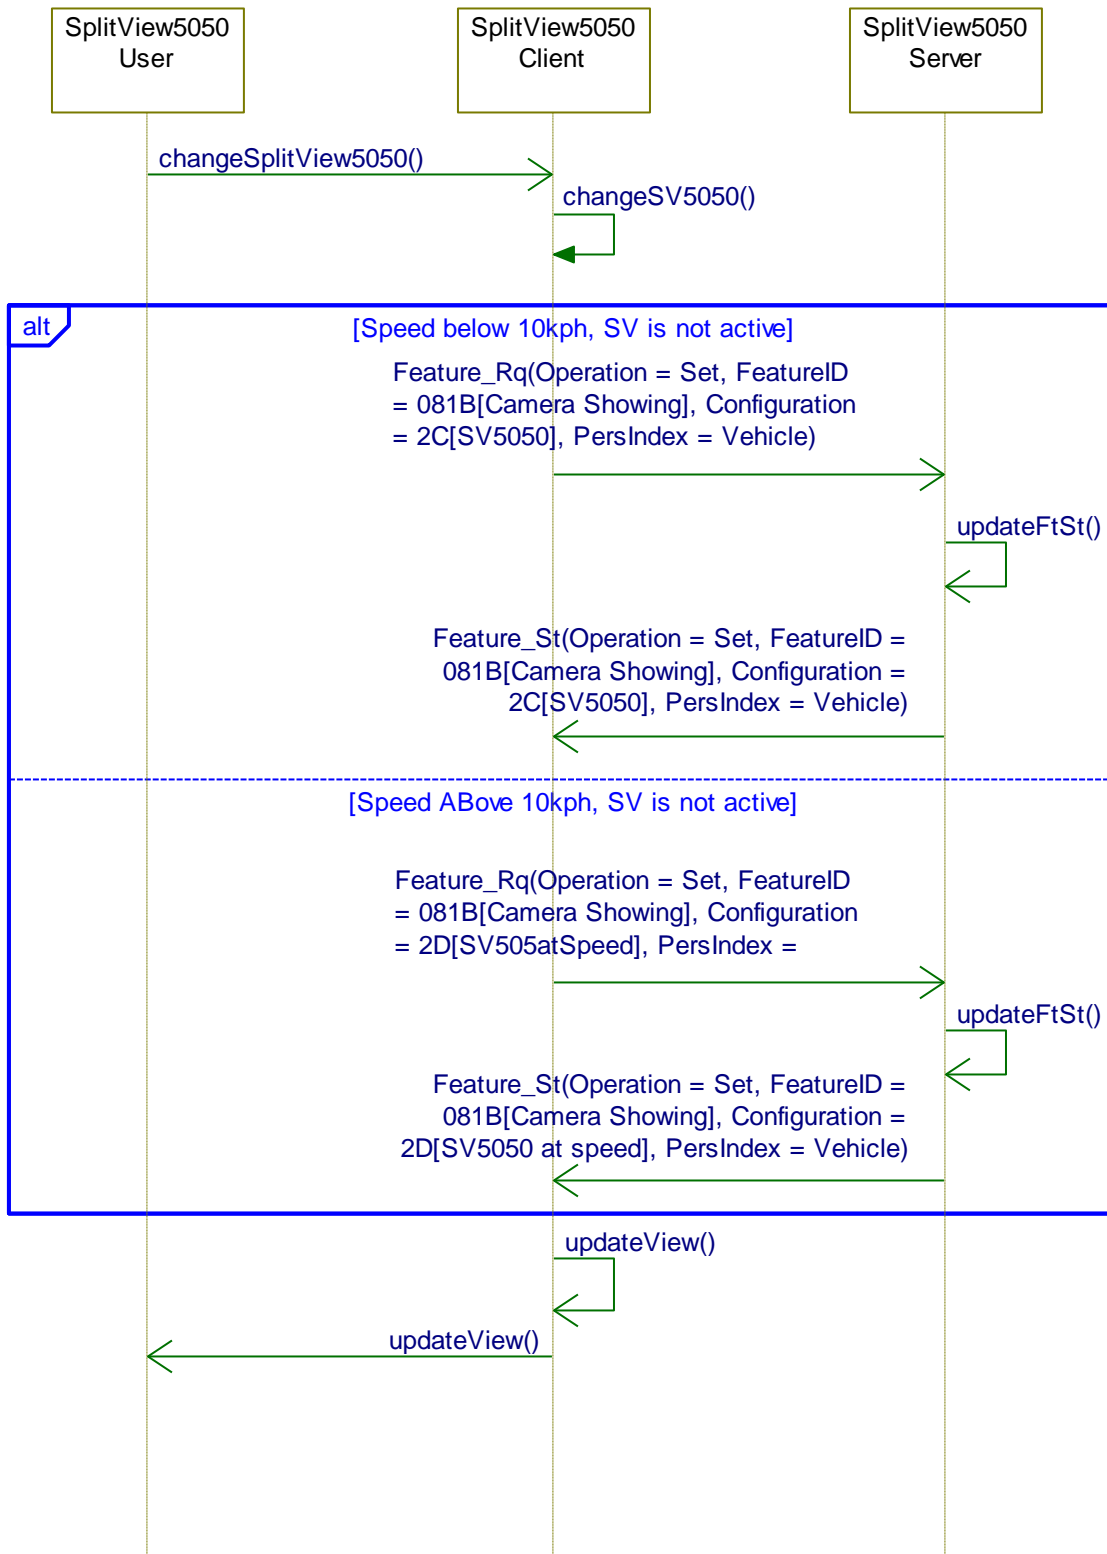 SplitView5050
User
SplitView5050
Client
SplitView5050
Server
changeSplitView5050()
changeSV5050()
alt
[Speed below 10kph, SV is not active]
Feature_Rq(Operation = Set, FeatureID
= 081B[Camera Showing], Configuration
= 2C[SV5050], PersIndex = Vehicle)
updateFtSt()
Feature_St(Operation = Set, FeatureID =
081B[Camera Showing], Configuration =
2C[SV5050], PersIndex = Vehicle)
[Speed ABove 10kph, SV is not active]
Feature_Rq(Operation = Set, FeatureID
= 081B[Camera Showing], Configuration
= 2D[SV505atSpeed], PersIndex =
updateFtSt()
Feature_St(Operation = Set, FeatureID =
081B[Camera Showing], Configuration =
2D[SV5050 at speed], PersIndex = Vehicle)
updateView()
updateView()